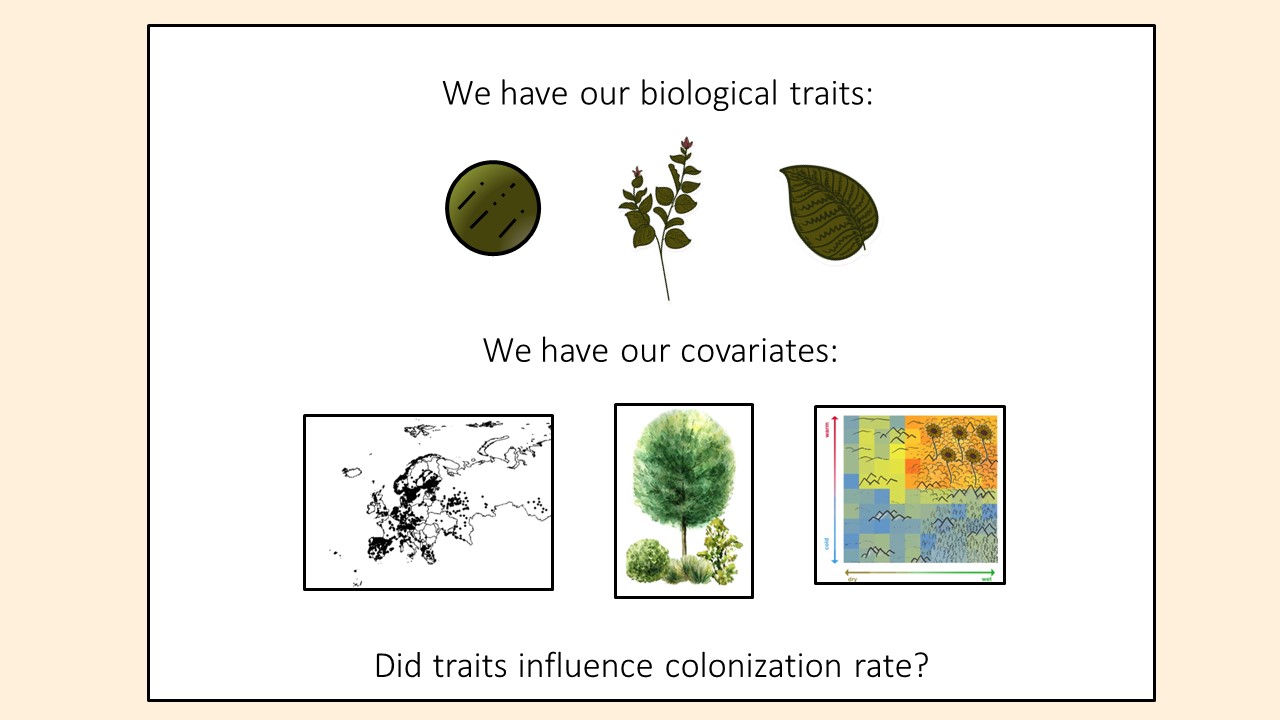 We have our biological traits:
We have our covariates:
warm
cold
dry
wet
Did traits influence colonization rate?